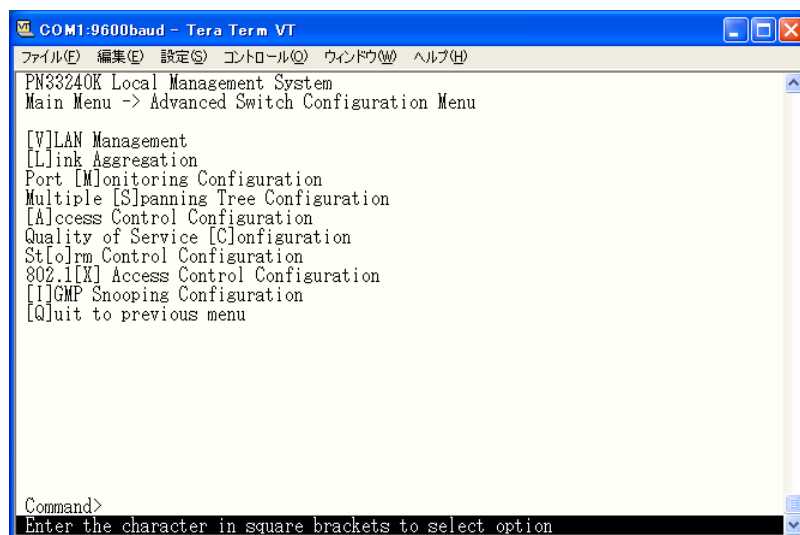 COM1:9600baud - Tera Term VT
ファイル(F) 編集(E) 設定(S) コントロール(O) ウィンドウ(W) ヘルプ(H)
PN33240K Local Management System
Main Menu -> Advanced Switch Configuration Menu
[V]LAN Management
[L]ink Aggregation
Port [M]onitoring Configuration
Multiple [S]panning Tree Configuration
[A]ccess Control Configuration
Quality of Service [C]onfiguration
St[o]rm Control Configuration
802.1[X] Access Control Configuration
[I]GMP Snooping Configuration
[Q]uit to previous menu
Command>
Enter the character in square brackets to select option